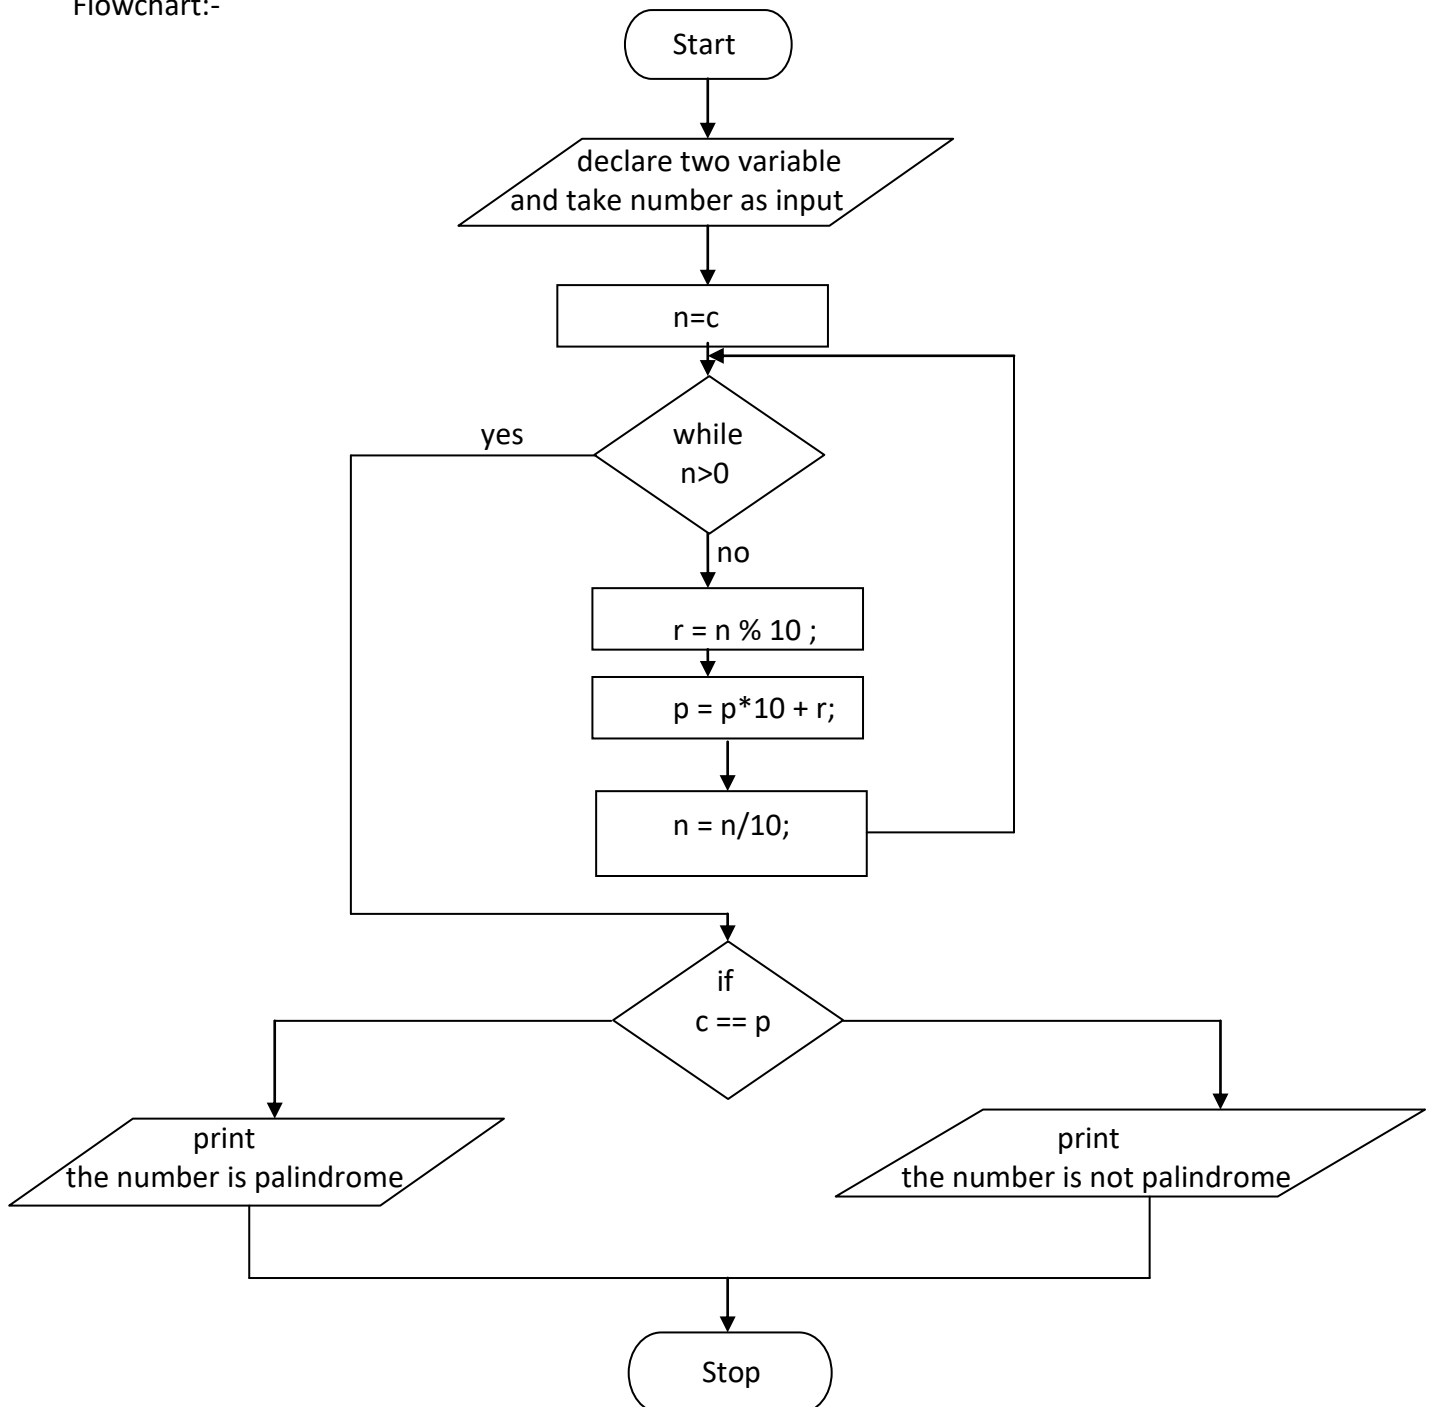 Flowchart:-
Start
declare two variable
and take number as input
n=c
yes
while
n>0
no
r = n % 10 ;
p = p*10 + r;
n = n/10;
if
c == p
print
the number is palindrome
print
the number is not palindrome
Stop